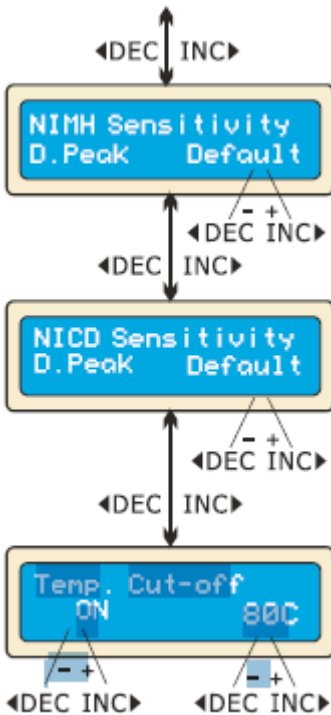 ◀DEC INC▶
NIMH Sensitivity
D.Peak Default
- +
◀DEC INC▶
◀DEC INC▶
NICD Sensitivity
D.Peak Default
- +
◀DEC INC▶
◀DEC INC▶
Temp. Cut-off
ON 80C
- + - +
◀DEC INC▶ ◀DEC INC▶